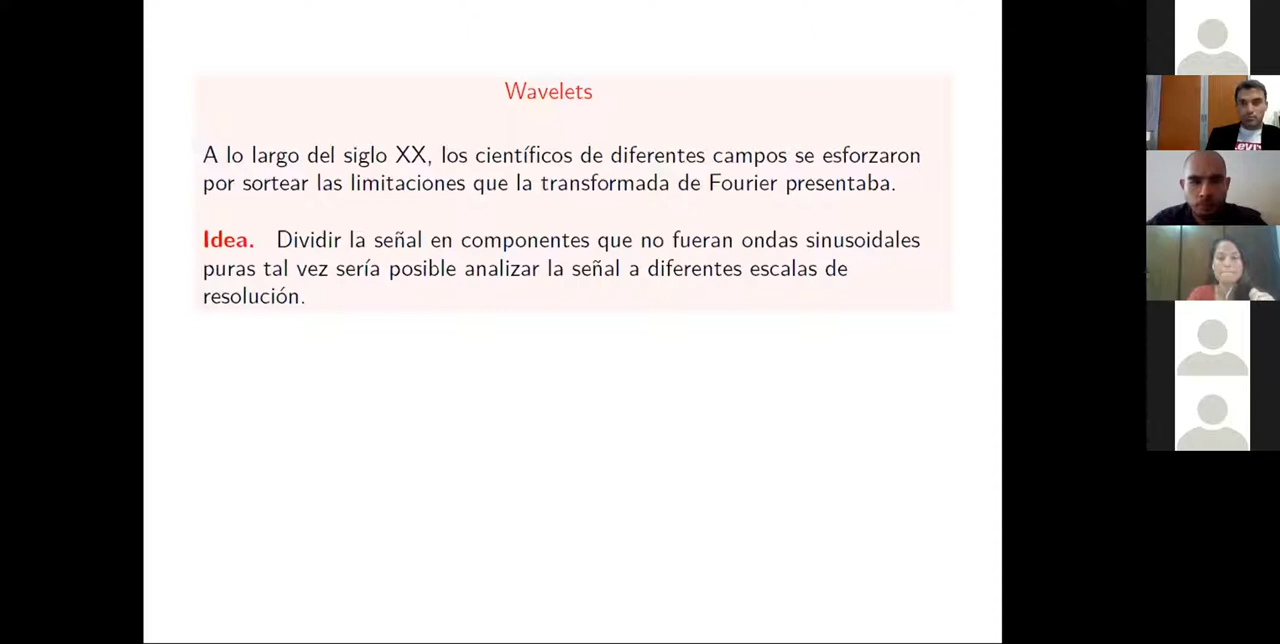 Wavelets
A lo largo del siglo XX, los científicos de diferentes campos se esforzaron
por sortear las limitaciones que la transformada de Fourier presentaba.
Idea. Dividir la señal en componentes que no fueran ondas sinusoidales
puras tal vez sería posible analizar la señal a diferentes escalas de
resolución.